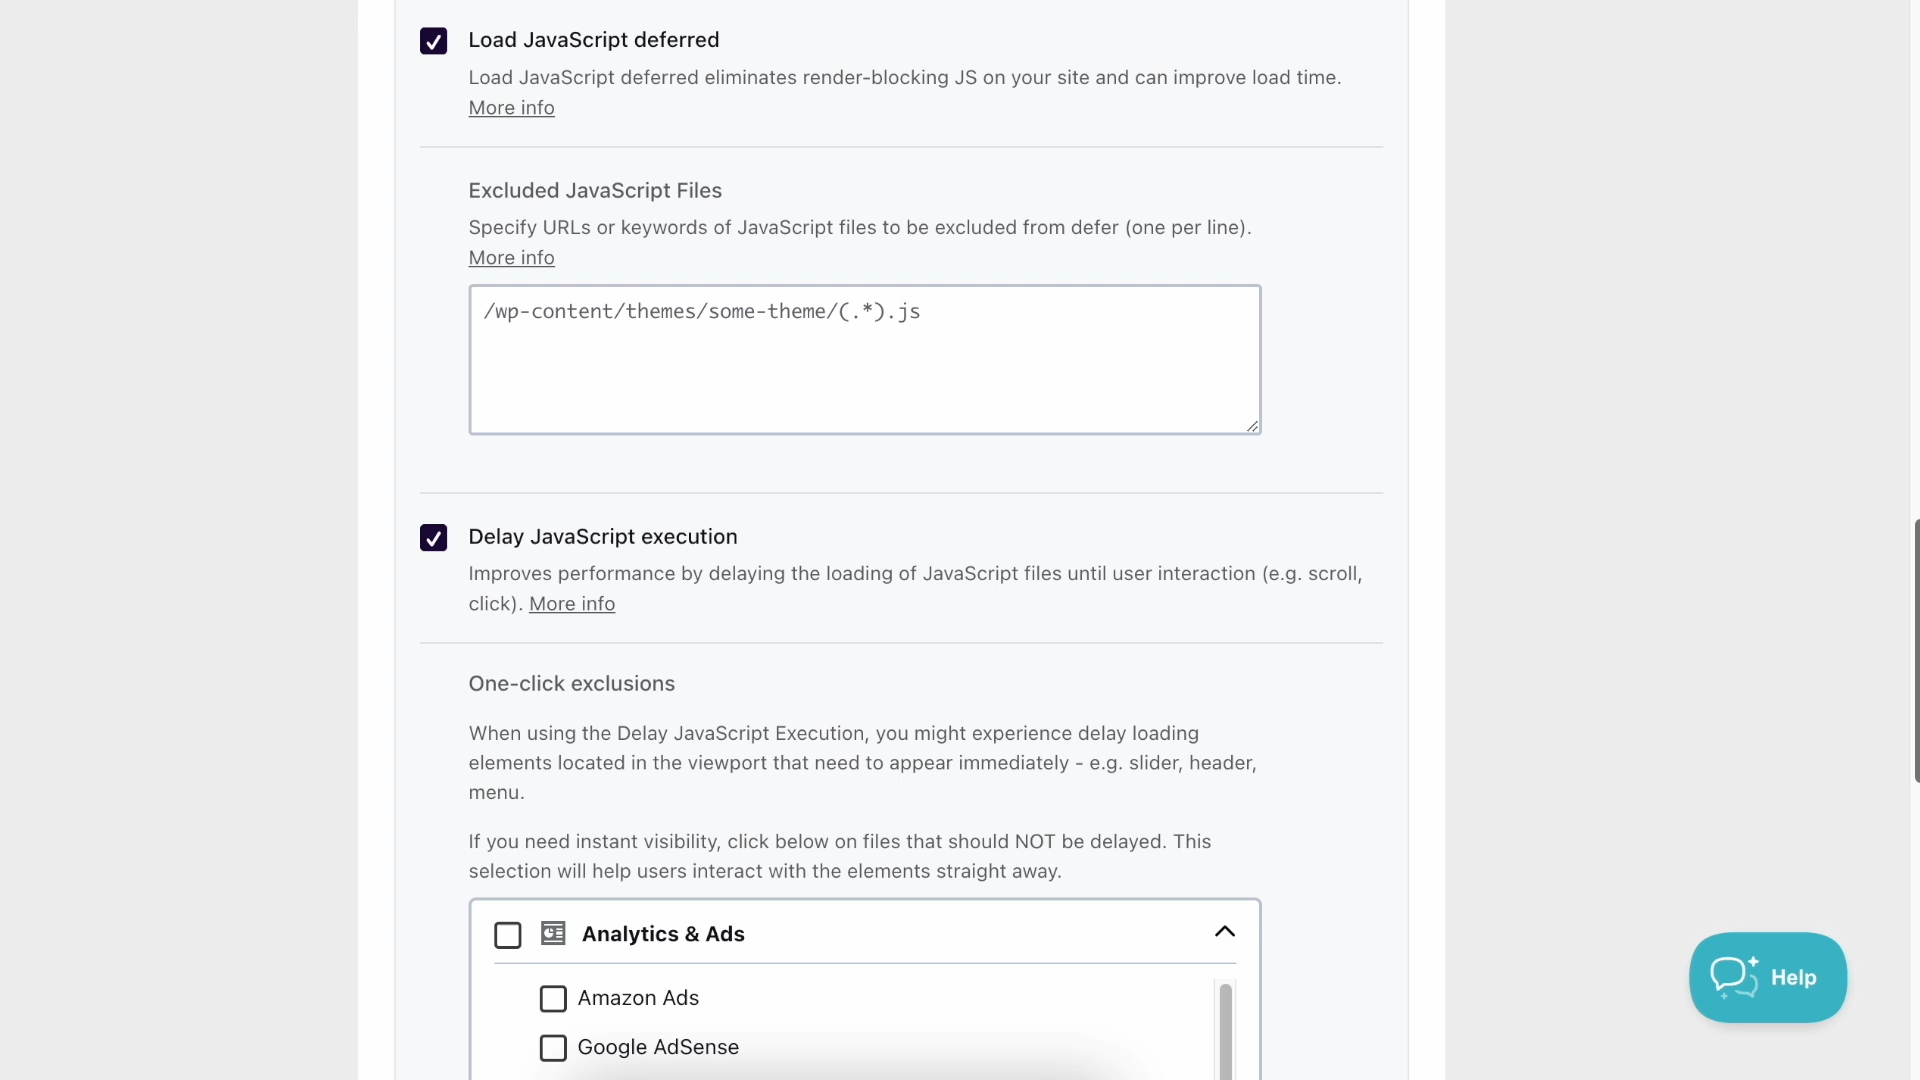 Load JavaScript deferred
Load JavaScript deferred eliminates render-blocking JS on your site and can improve load time.
More info
Excluded JavaScript Files
Specify URLs or keywords of JavaScript files to be excluded from defer (one per line).
More info
/wp-content/themes/some-theme/(.*).js
Delay JavaScript execution
Improves performance by delaying the loading of JavaScript files until user interaction (e.g. scroll,
click). More info
One-click exclusions
When using the Delay JavaScript Execution, you might experience delay loading
elements located in the viewport that need to appear immediately - e.g. slider, header,
menu.
If you need instant visibility, click below on files that should NOT be delayed. This
selection will help users interact with the elements straight away.
Analytics & Ads
Amazon Ads
Google AdSense
Help